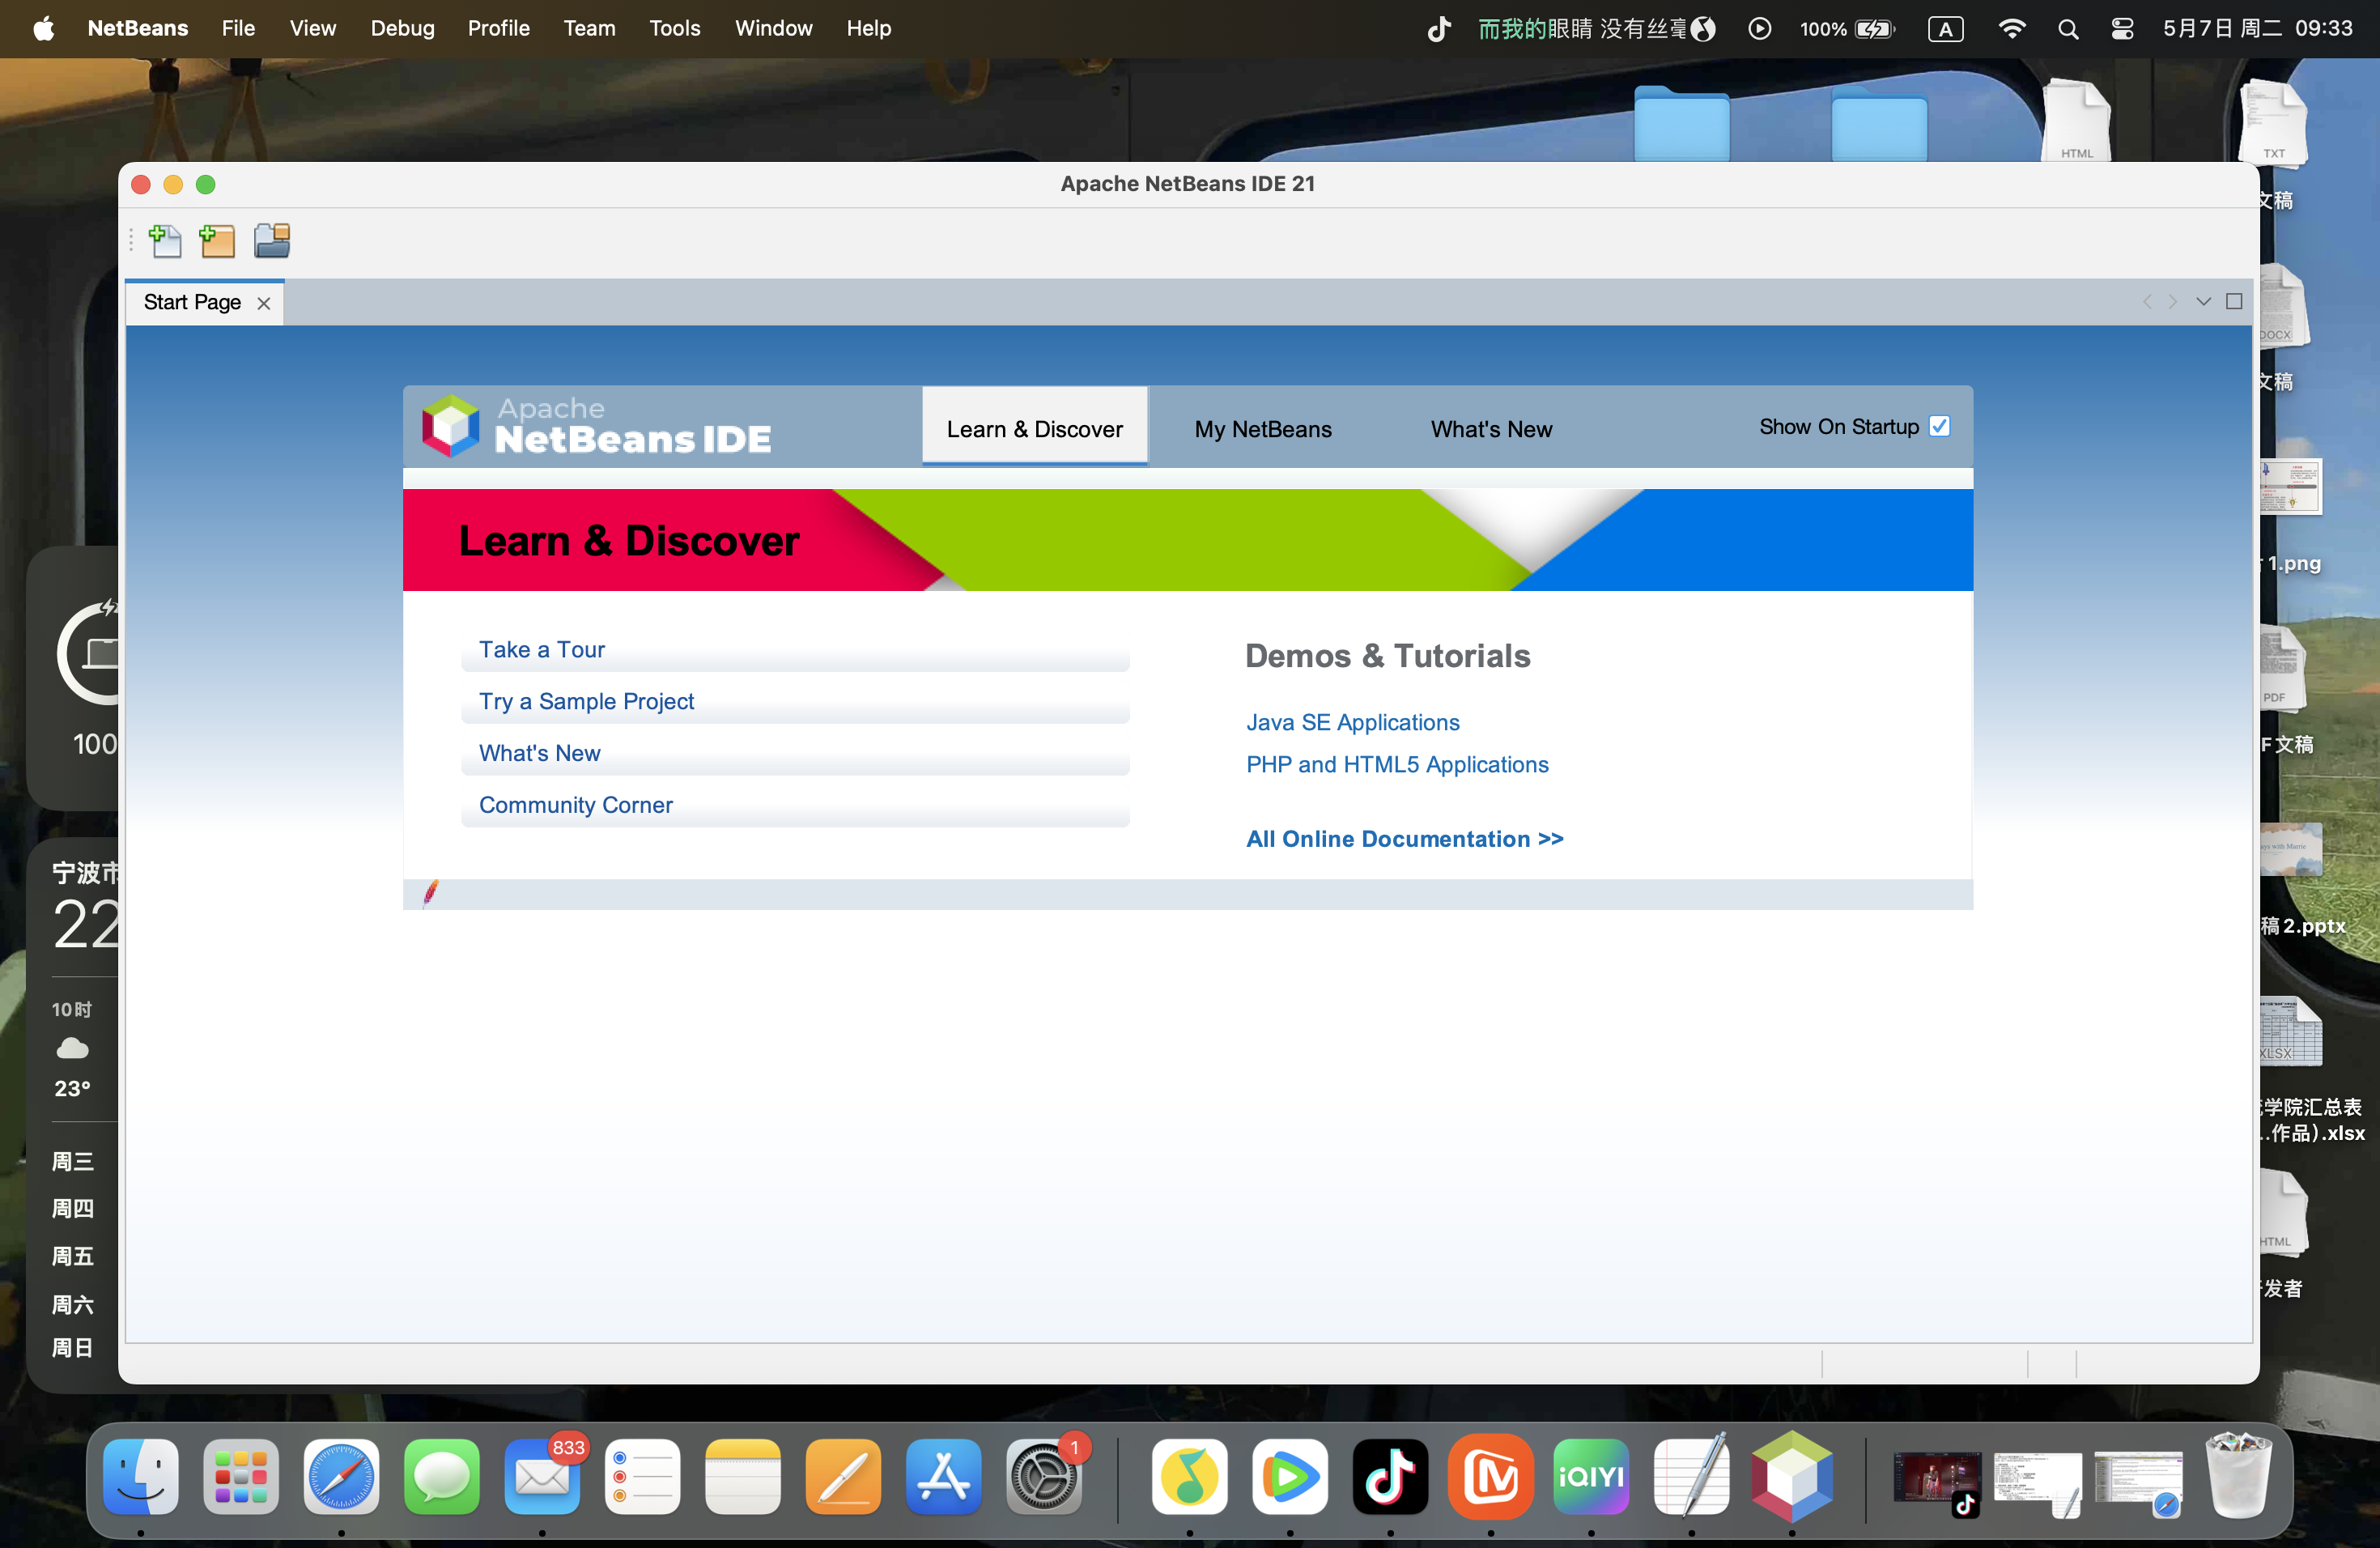 NetBeans File View Debug Profile Team Tools Window Help
而我的眼睛 没有丝毫
100%
A
5月7日 周二 09:33
HTML
TXT
Apache NetBeans IDE 21
文稿
Start Page
DOCX
文稿
Apache
NetBeans IDE
Learn & Discover
My NetBeans
What's New
Show On Startup
Learn & Discover
1.png
Take a Tour
Try a Sample Project
What's New
Community Corner
Demos & Tutorials
Java SE Applications
PHP and HTML5 Applications
All Online Documentation >>
PDF
F文稿
100
宁波市
22
10时
23°
周三
周四
周五
周六
周日
稿 2.pptx
XLSX
学院汇总表
...作品).xlsx
HTML
发者
833
1
iQIYI